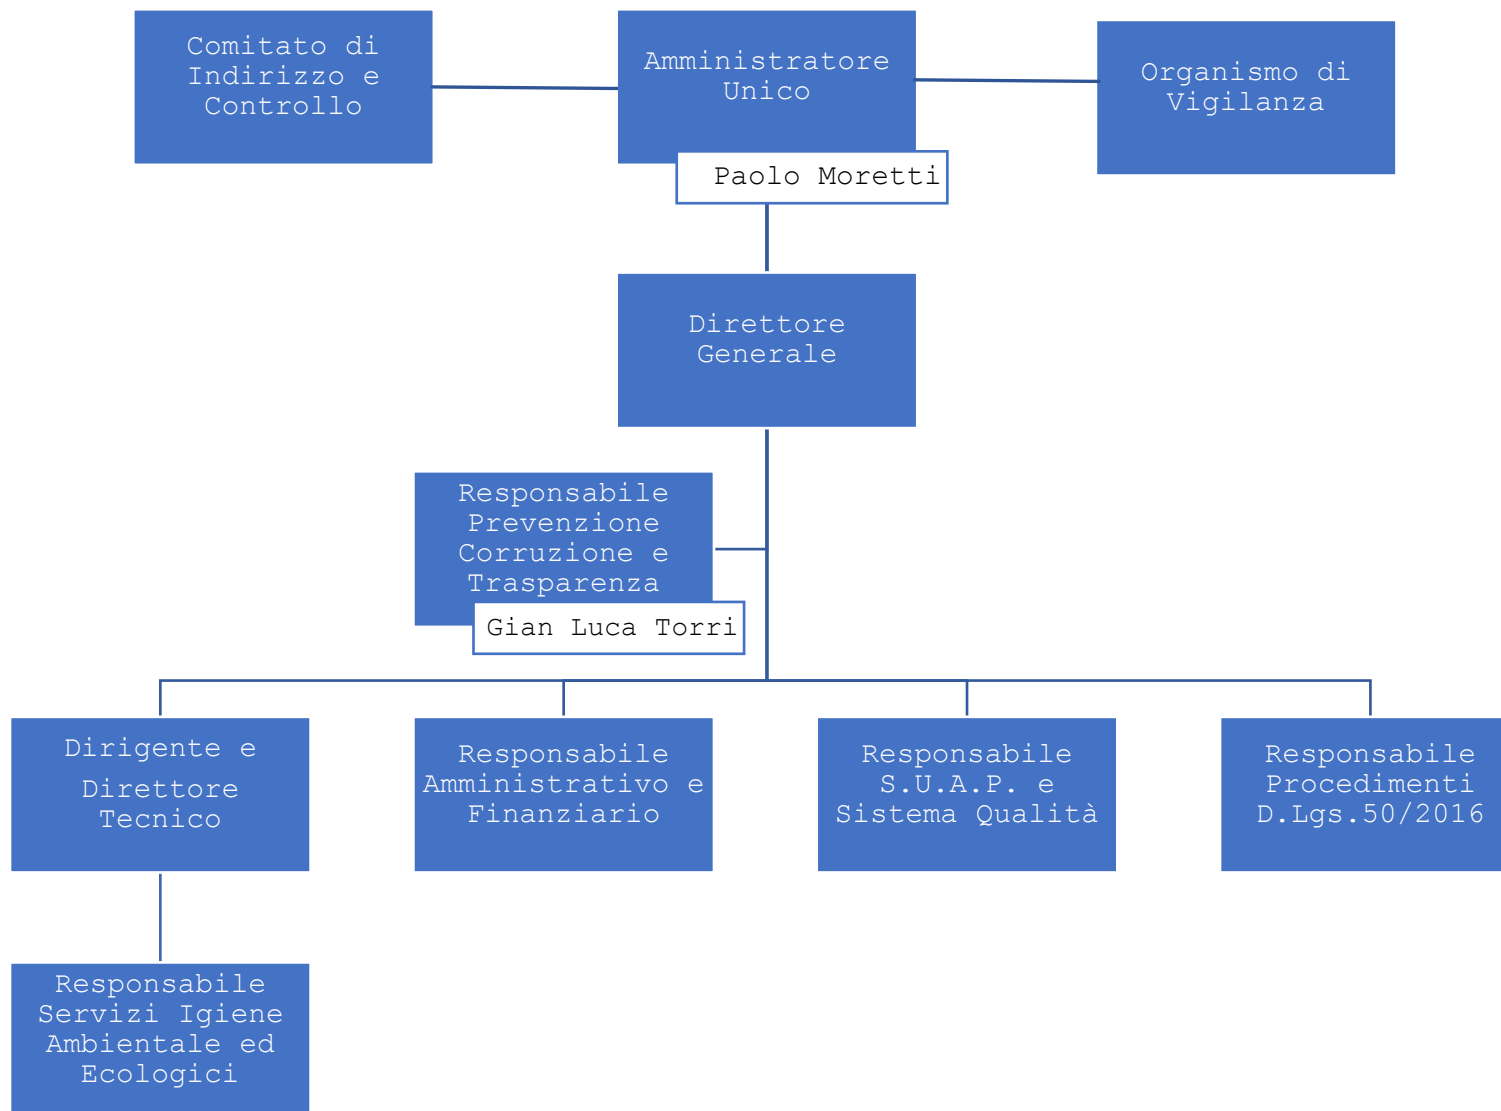 Comitato di
Indirizzo e
Controllo
Amministratore
Unico
Organismo di
Vigilanza
Paolo Moretti
Direttore
Generale
Responsabile
Prevenzione
Corruzione e
Trasparenza
Gian Luca Torri
Dirigente e
Direttore
Tecnico
Responsabile
Amministrativo e
Finanziario
Responsabile
S.U.A.P. e
Sistema Qualità
Responsabile
Procedimenti
D.Lgs.50/2016
Responsabile
Servizi Igiene
Ambientale ed
Ecologici